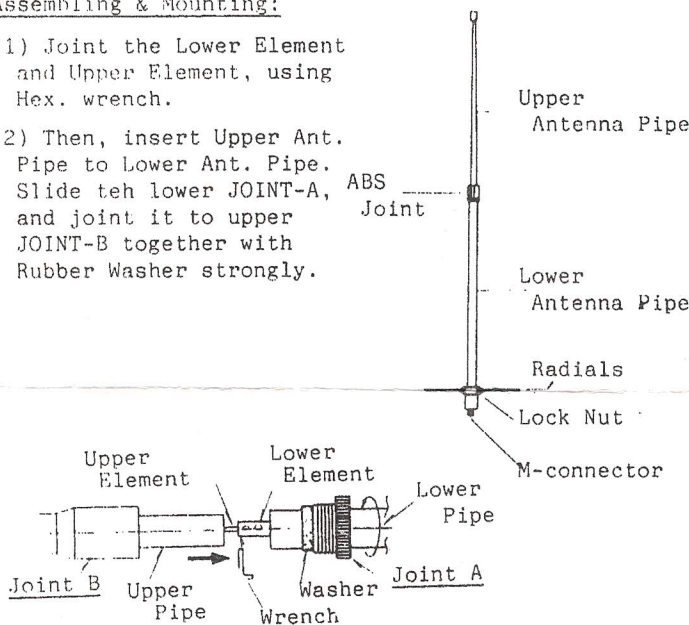 Assembling & Mounting:
1) Joint the Lower Element
and Upper Element, using
Hex. wrench.
2) Then, insert Upper Ant.
Pipe to Lower Ant. Pipe.
Slide teh lower JOINT-A,
and joint it to upper
JOINT-B together with
Rubber Washer strongly.
Upper
Antenna Pipe
ABS
Joint
Lower
Antenna Pipe
Radials
Lock Nut
M-connector
Upper
Element
Lower
Element
Lower
Pipe
Joint B
Upper
Pipe
Wrench
Washer
Joint A